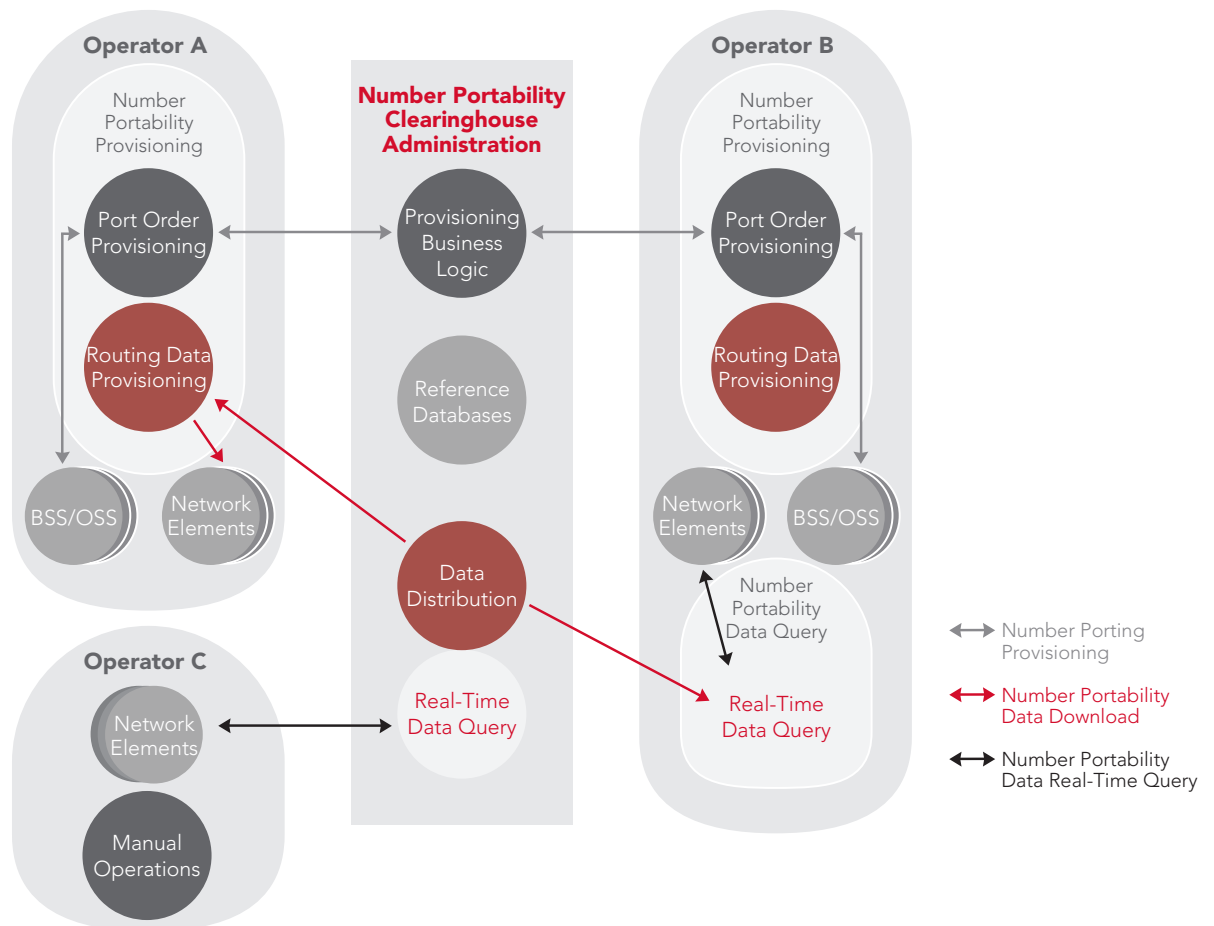 Operator A
Number
Portability
Provisioning
Port Order
Provisioning
Routing Data
Provisioning
BSS/OSS
Network
Elements
Operator C
Network
Elements
Manual
Operations
Number Portability
Clearinghouse
Administration
Provisioning
Business
Logic
Reference
Databases
Data
Distribution
Real-Time
Data Query
Operator B
Number
Portability
Provisioning
Port Order
Provisioning
Routing Data
Provisioning
Network
Elements
BSS/OSS
Number
Portability
Data Query
Real-Time
Data Query
Number Porting
Provisioning
Number Portability
Data Download
Number Portability
Data Real-Time Query